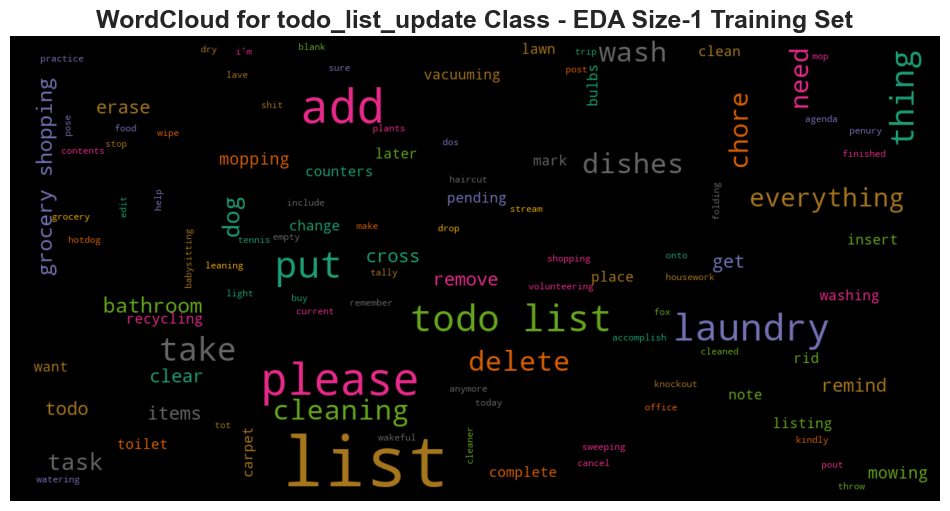 WordCloud for todo_list_update Class - EDA Size-1 Training Set
practice
dry
i'm
blank
sure
lawn
trip
wash
clean
need
mop
thing
lave
vacuuming
post
bulbs
grocery shopping
erase
shit
add
chore
agenda
pose
food
wipe
plants
penury
stop
dos
contents
mopping
later
mark
dishes
finished
counters
haircut
edit
help
dog
include
pending
folding
everything
grocery
stream
hotdog
tennis
empty
change
make
drop
insert
babysitting
leaning
put
cross
tally
remove
shopping
place
onto
get
housework
light
buy
remember
volunteering
washing
bathroom
recycling
current
todo list
fox
laundry
accomplish
take
cleaned
rid
want
clear
please
delete
anymore
knockout
remind
todo
items
cleaning
today
office
note
toilet
tot
carpet
list
wakeful
cleaner
listing
kindly
task
complete
sweeping
cancel
pout
mowing
watering
throw